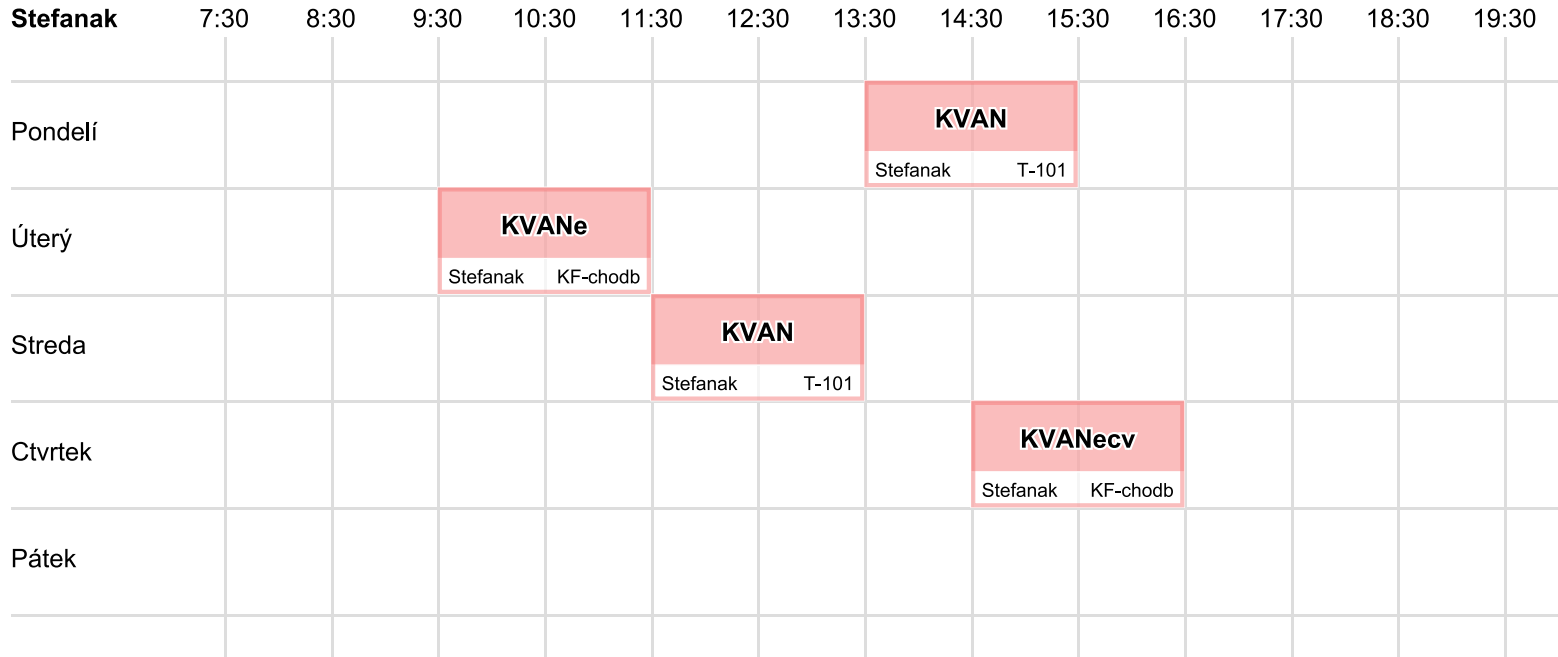 Stefanak 7:30 8:30 9:30 10:30 11:30 12:30 13:30 14:30 15:30 16:30 17:30 18:30 19:30
Pondelí
KVAN
Stefanak T-101
Úterý
KVANe
Stefanak KF-chodb
Streda
KVAN
Stefanak T-101
Ctvrtek
KVANecv
Stefanak KF-chodb
Pátek